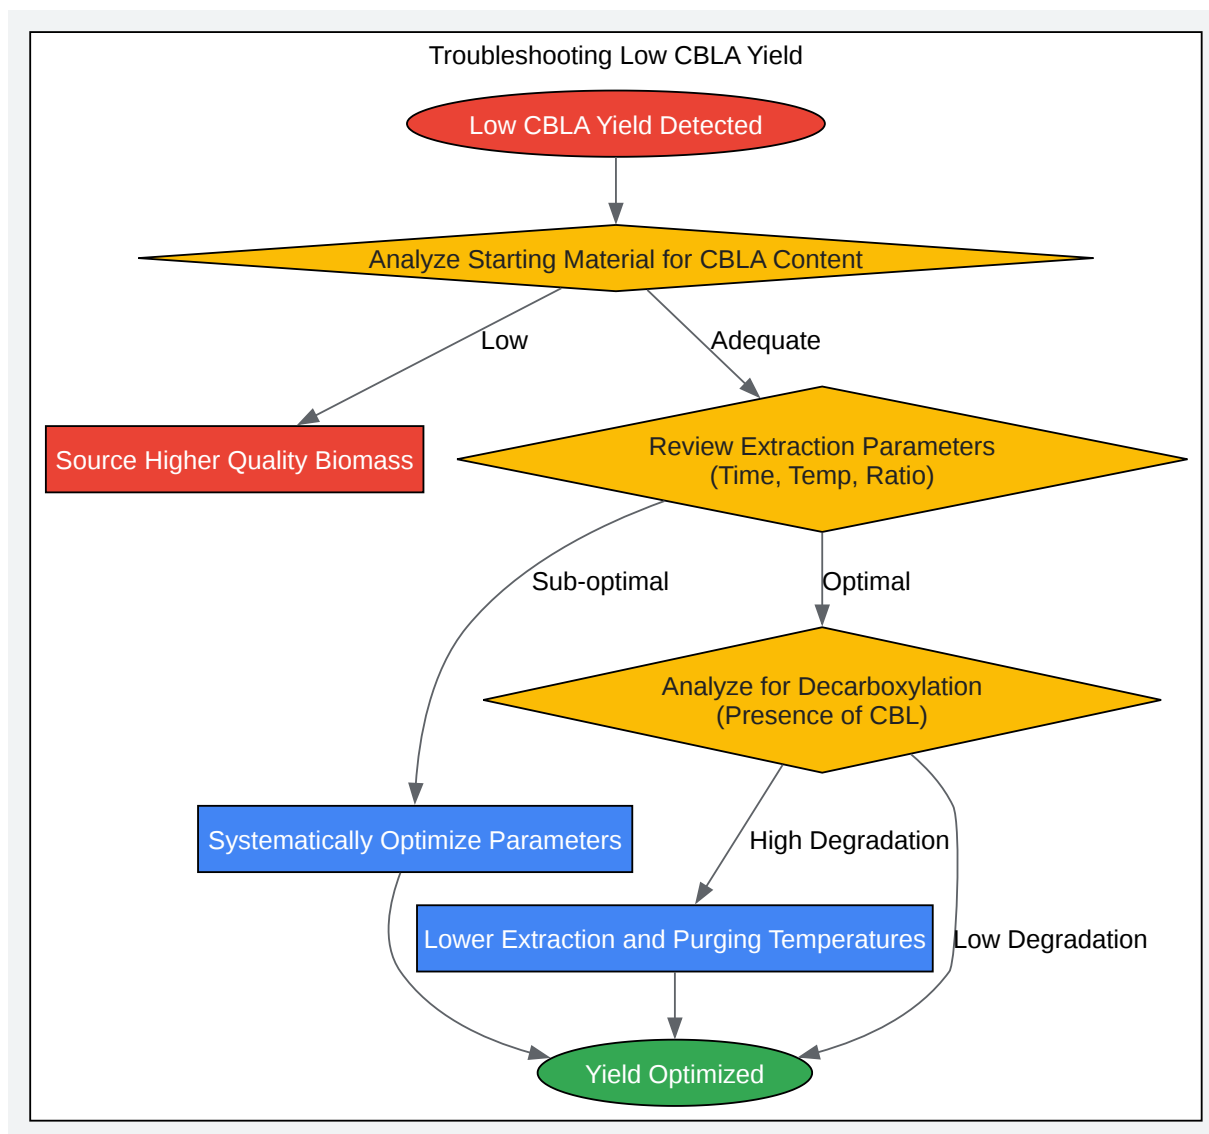 Troubleshooting Low CBLA Yield
Low CBLA Yield Detected
Analyze Starting Material for CBLA Content
Low
Adequate
Source Higher Quality Biomass
Review Extraction Parameters
(Time, Temp, Ratio)
Sub-optimal
Optimal
Analyze for Decarboxylation
(Presence of CBL)
Systematically Optimize Parameters
High Degradation
Lower Extraction and Purging Temperatures
Low Degradation
Yield Optimized